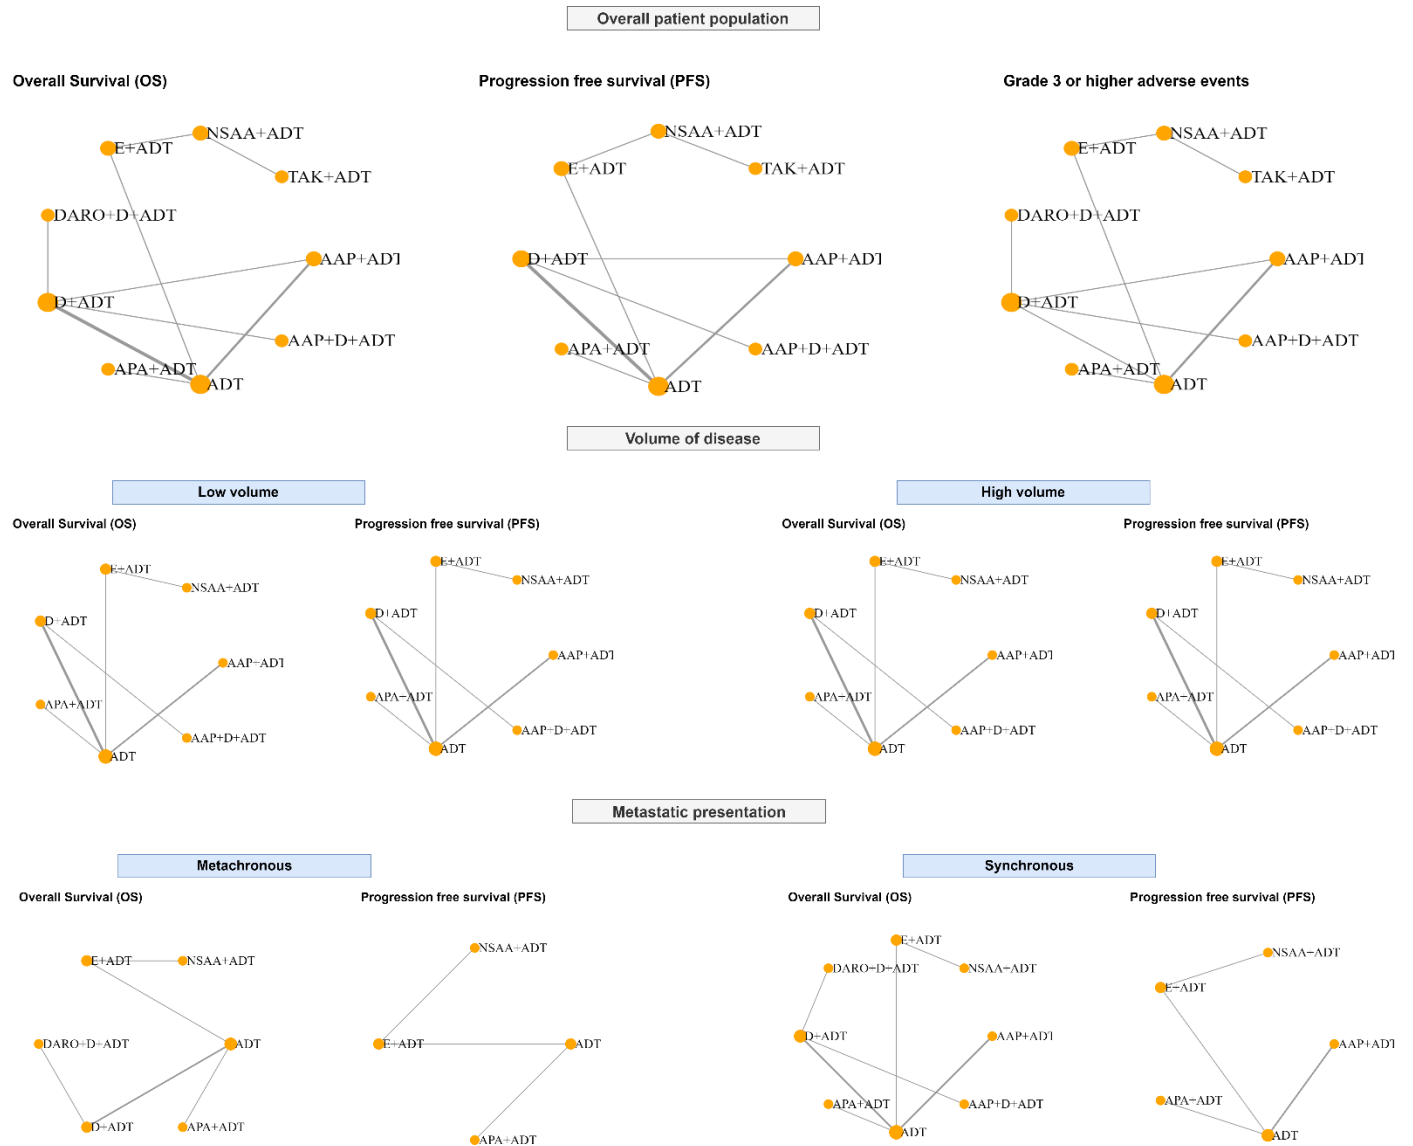 Overall patient population
Overall Survival (OS)
Progression free survival (PFS)
Grade 3 or higher adverse events
NSAA+ADT
E+ADT
TAK+ADT
DARO+D+ADT
AAP+ADT
D+ADT
AAP+D+ADT
APA+ADT
ADT
NSAA+ADT
E+ADT
TAK+ADT
D+ADT
AAP+ADT
APA+ADT
AAP+D+ADT
ADT
NSAA+ADT
E+ADT
TAK+ADT
DARO+D+ADT
AAP+ADT
D+ADT
AAP+D+ADT
APA+ADT
ADT
Volume of disease
Low volume
High volume
Overall Survival (OS)
Progression free survival (PFS)
Overall Survival (OS)
Progression free survival (PFS)
E+ADT
NSAA+ADT
D+ADT
AAP+ADT
APA+ADT
AAP+D+ADT
ADT
E+ADT
NSAA+ADT
D+ADT
AAP+ADT
APA+ADT
AAP+D+ADT
ADT
E+ADT
NSAA+ADT
D+ADT
AAP+ADT
APA+ADT
AAP+D+ADT
ADT
E+ADT
NSAA+ADT
D+ADT
AAP+ADT
APA+ADT
AAP+D+ADT
ADT
Metastatic presentation
Metachronous
Synchronous
Overall Survival (OS)
Progression free survival (PFS)
Overall Survival (OS)
Progression free survival (PFS)
E+ADT
NSAA+ADT
DARO+D+ADT
ADT
D+ADT
APA+ADT
NSAA+ADT
E+ADT
ADT
APA+ADT
E+ADT
DARO+D+ADT
NSAA+ADT
D+ADT
AAP+ADT
APA+ADT
AAP+D+ADT
ADT
NSAA+ADT
E+ADT
AAP+ADT
APA+ADT
ADT